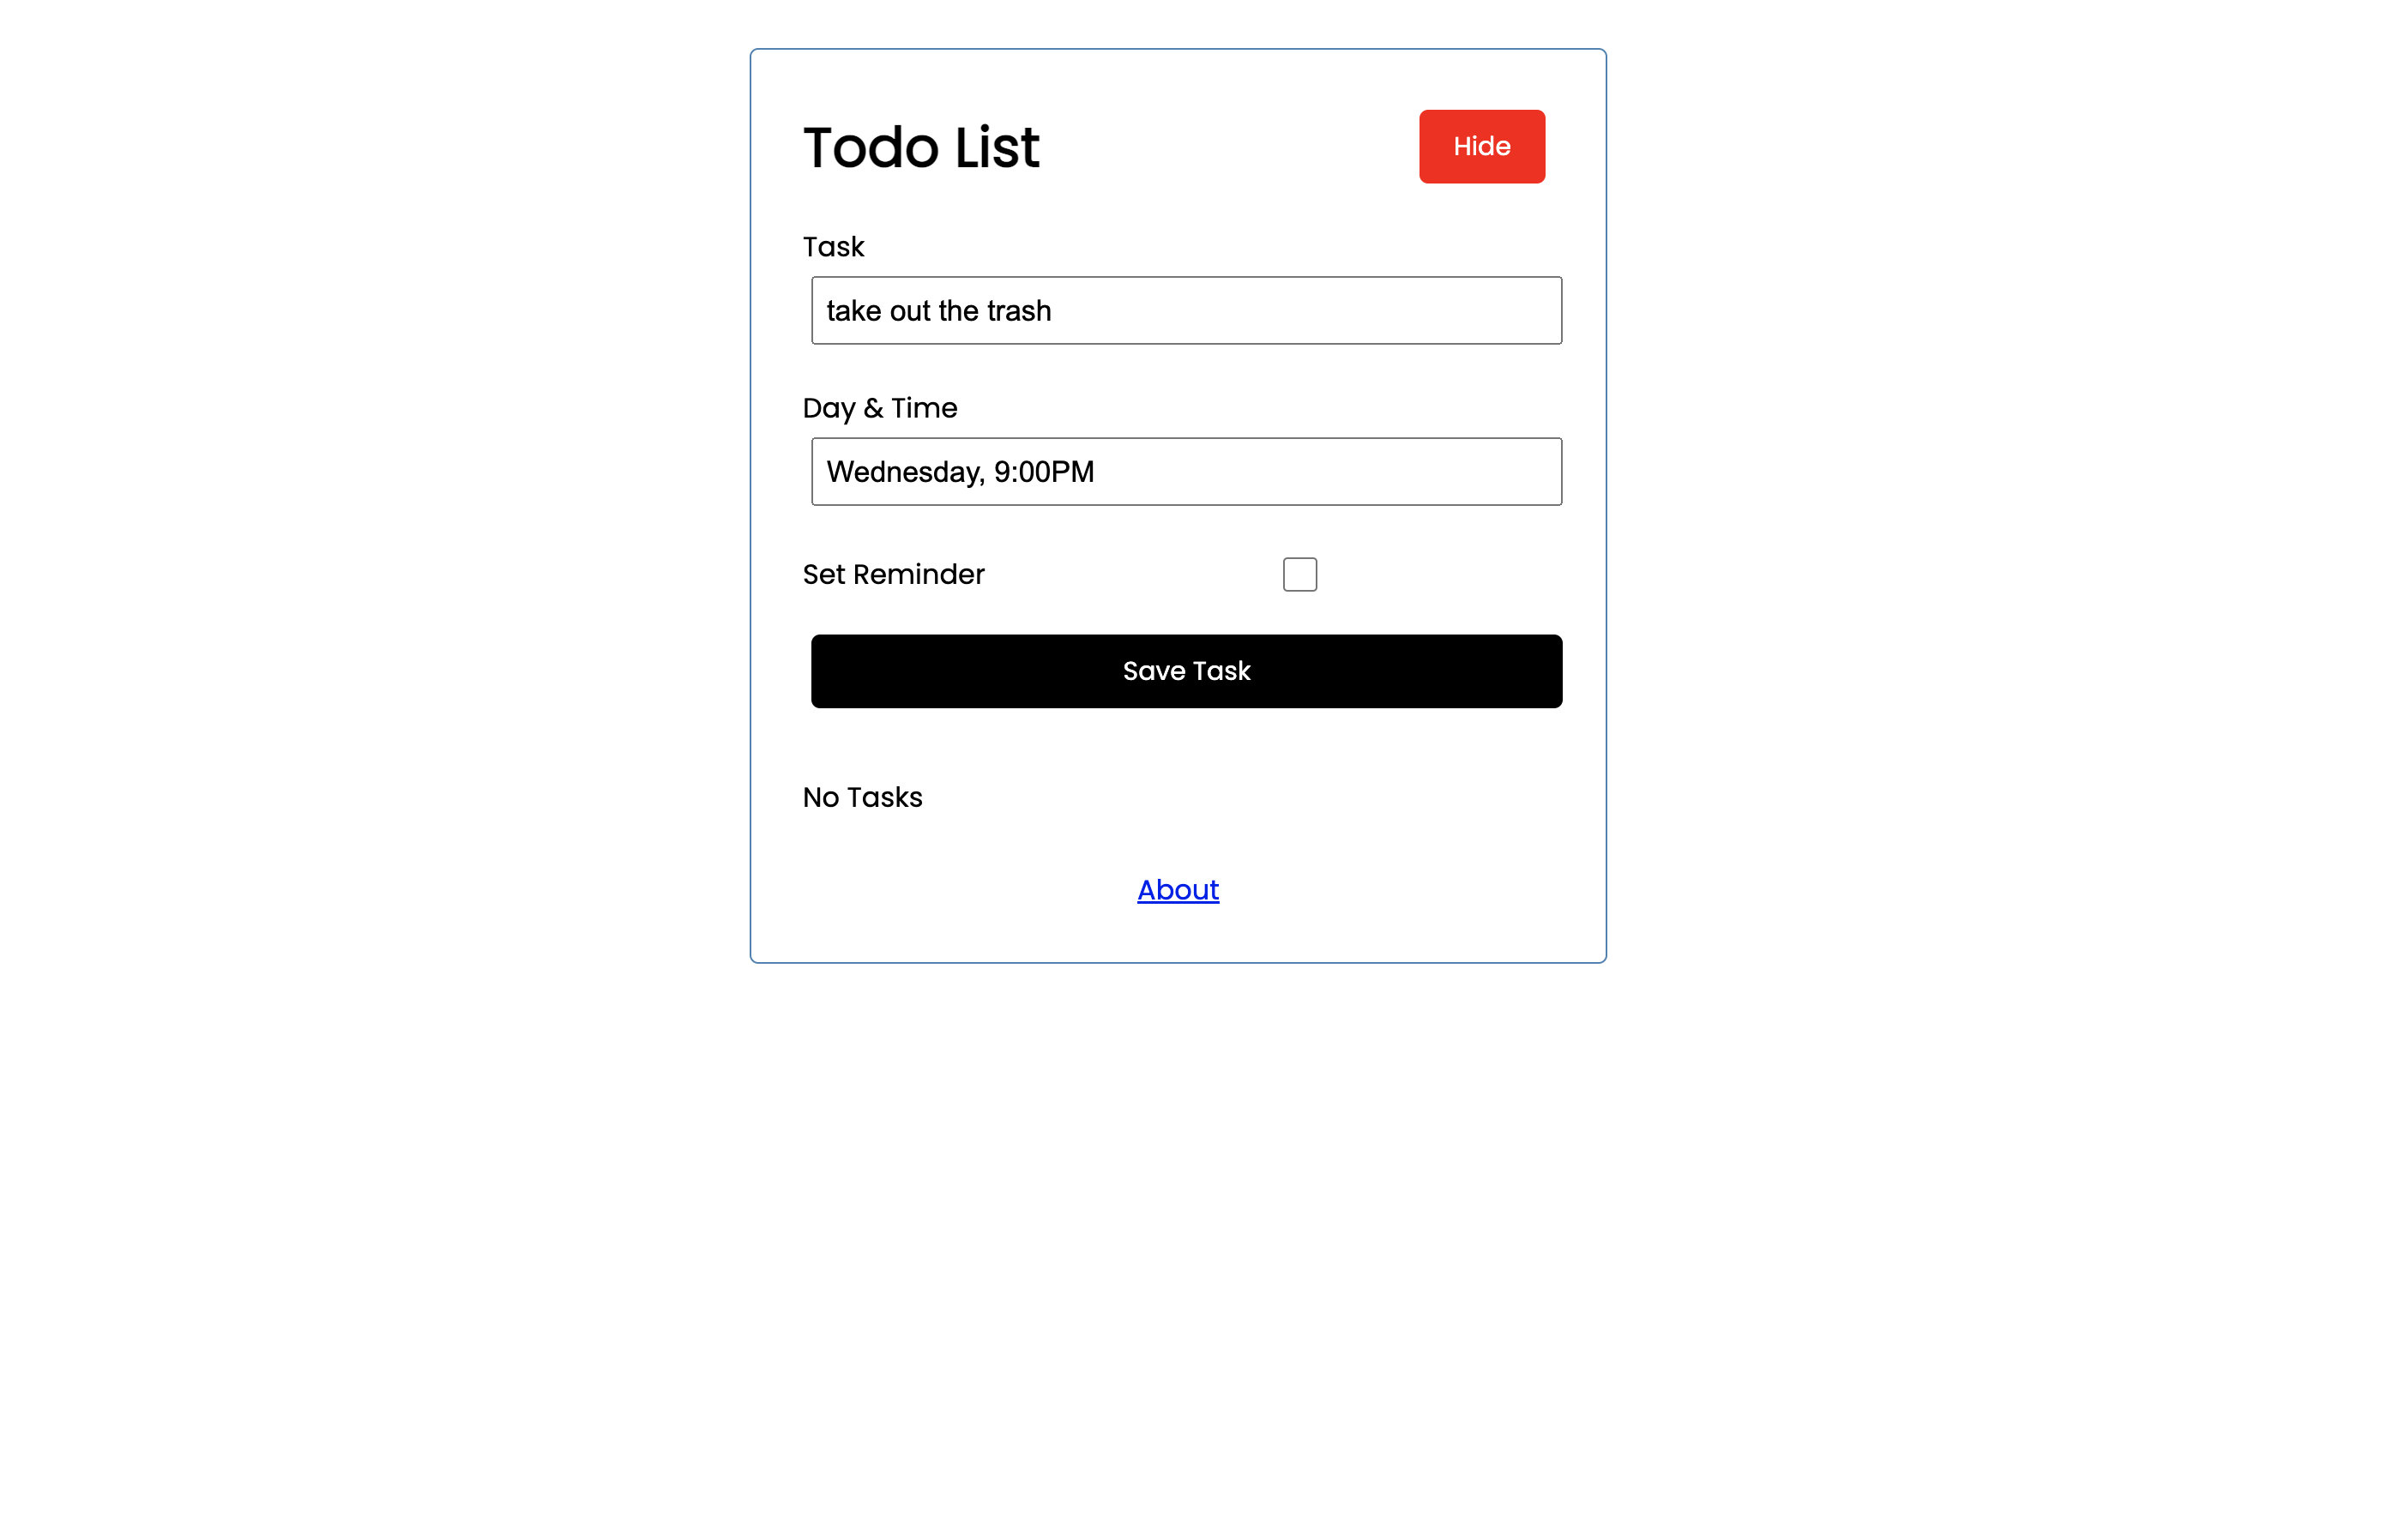 Todo List
Hide
Task
take out the trash
Day & Time
Wednesday, 9:00PM
Set Reminder
Save Task
No Tasks
About